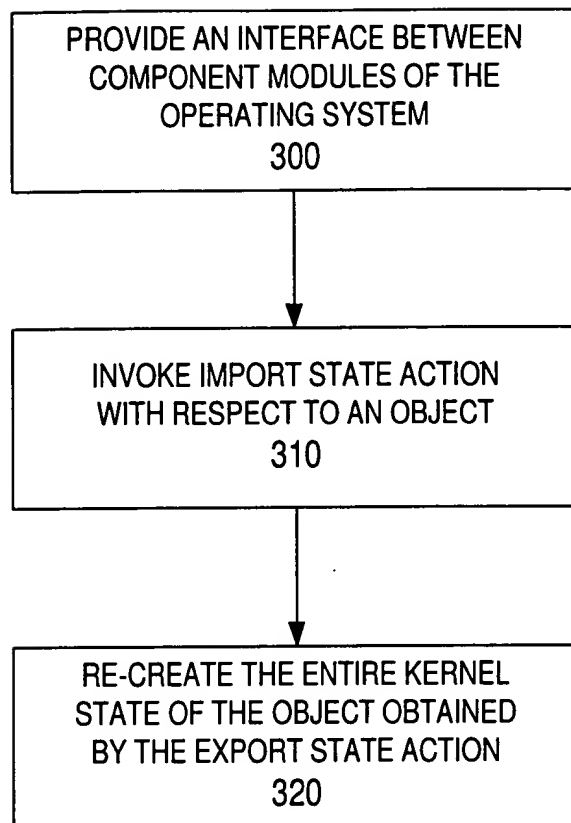 PROVIDE AN INTERFACE BETWEEN
COMPONENT MODULES OF THE
OPERATING SYSTEM
300
INVOKE IMPORT STATE ACTION
WITH RESPECT TO AN OBJECT
310
RE-CREATE THE ENTIRE KERNEL
STATE OF THE OBJECT OBTAINED
BY THE EXPORT STATE ACTION
320